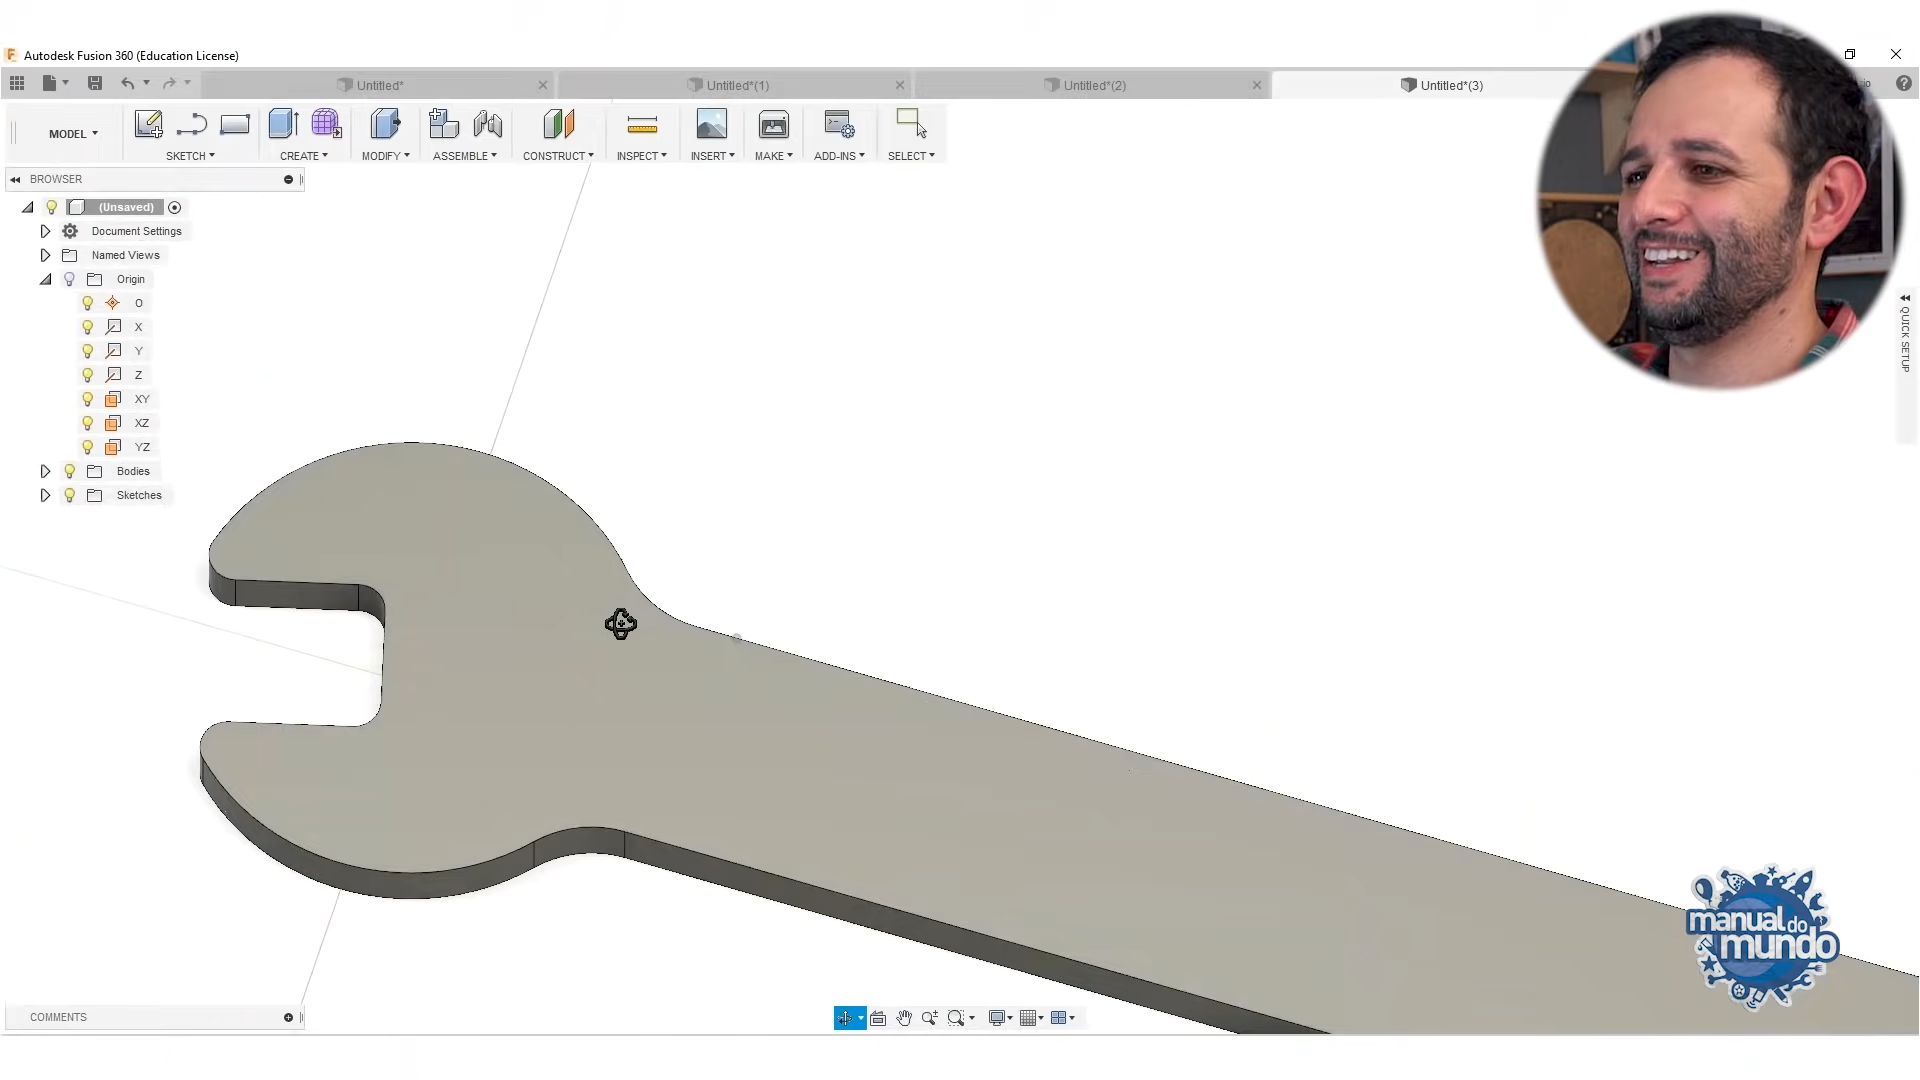 Autodesk Fusion 360 (Education License)
Untitled*
Untitled*(1)
Untitled*(2)
Untitled*(3)
MODEL
SKETCH
CREATE
MODIFY
ASSEMBLE
CONSTRUCT
INSPECT
INSERT
MAKE
ADD-INS
SELECT
BROWSER
(Unsaved)
Document Settings
Named Views
Origin
O
X
Y
Z
XY
XZ
YZ
Bodies
Sketches
QUICK SETUP
manual do
mundo
COMMENTS